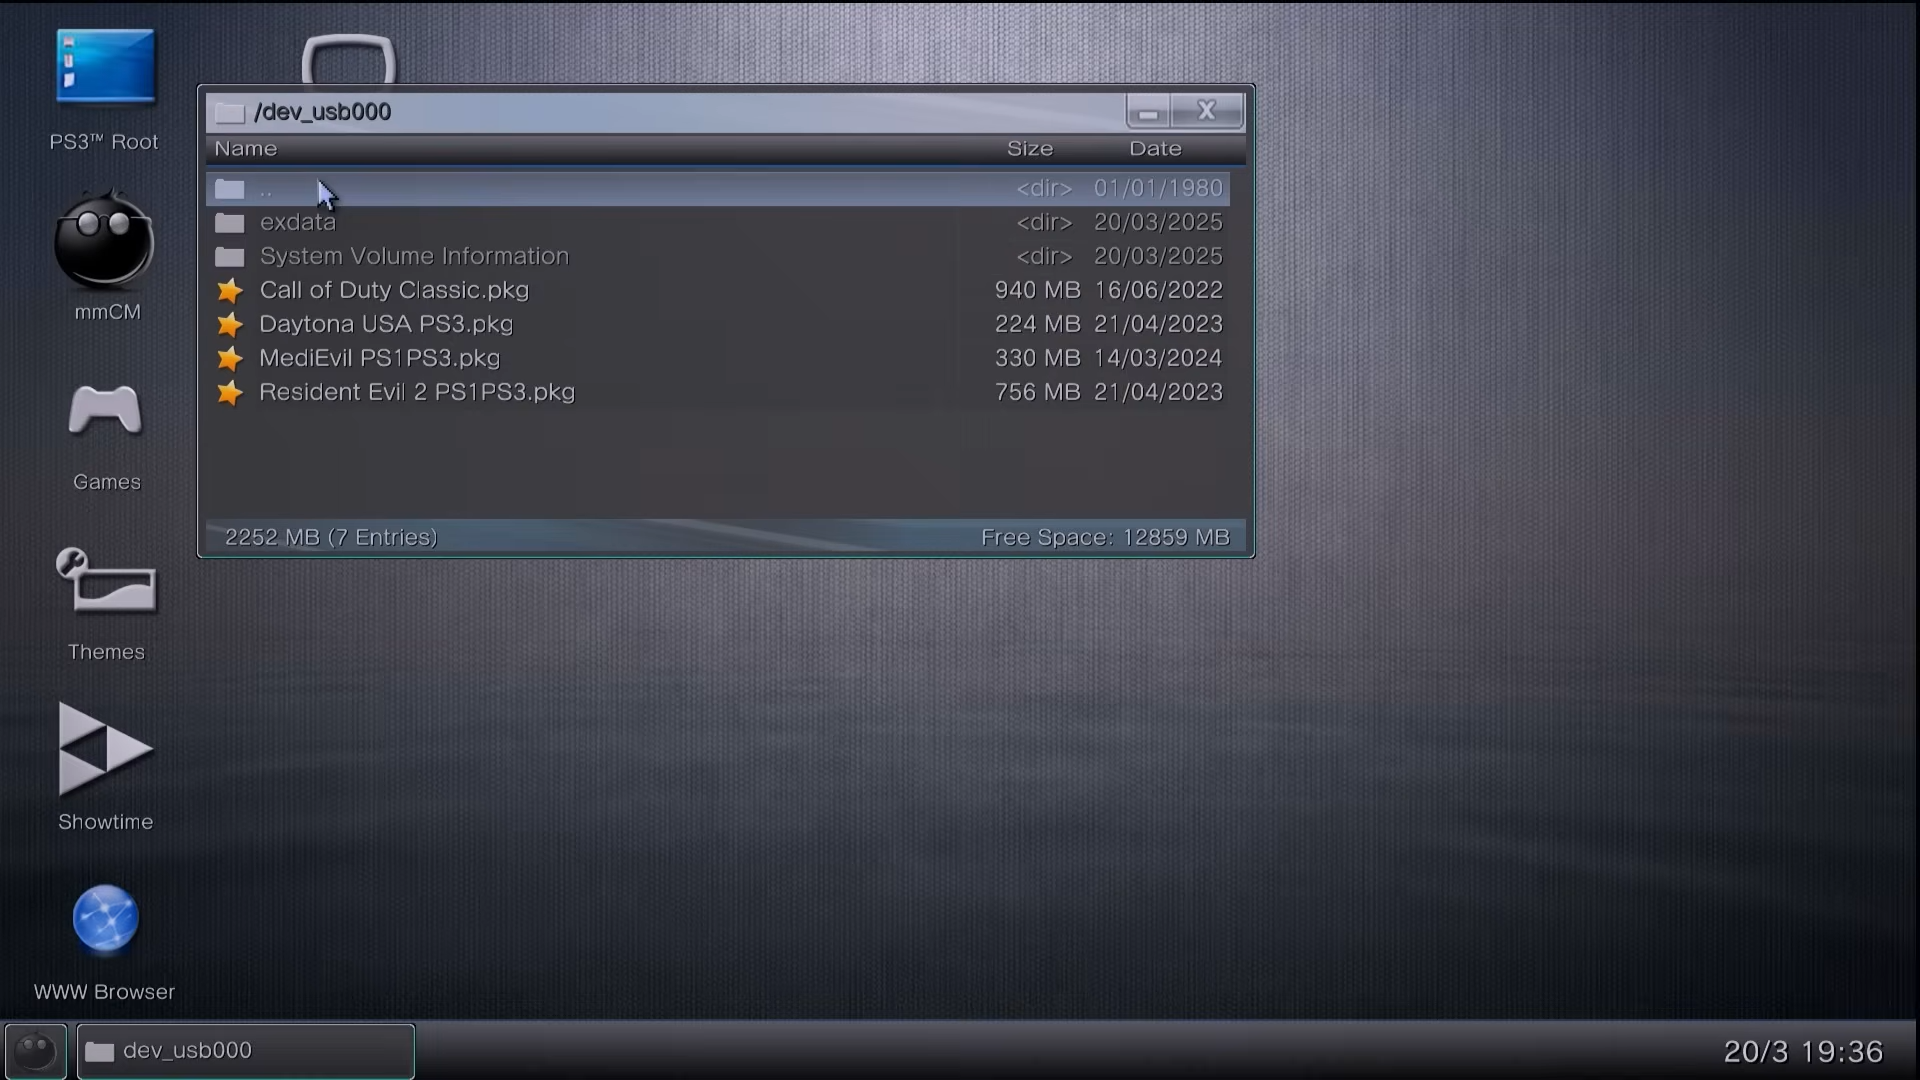 PS3™ Root
mmCM
Games
Themes
Showtime
WWW Browser
/dev_usb000
X
Name Size Date
.. <dir> 01/01/1980
exdata <dir> 20/03/2025
System Volume Information <dir> 20/03/2025
Call of Duty Classic.pkg 940 MB 16/06/2022
Daytona USA PS3.pkg 224 MB 21/04/2023
MediEvil PS1PS3.pkg 330 MB 14/03/2024
Resident Evil 2 PS1PS3.pkg 756 MB 21/04/2023
2252 MB (7 Entries) Free Space: 12859 MB
dev_usb000
20/3 19:36